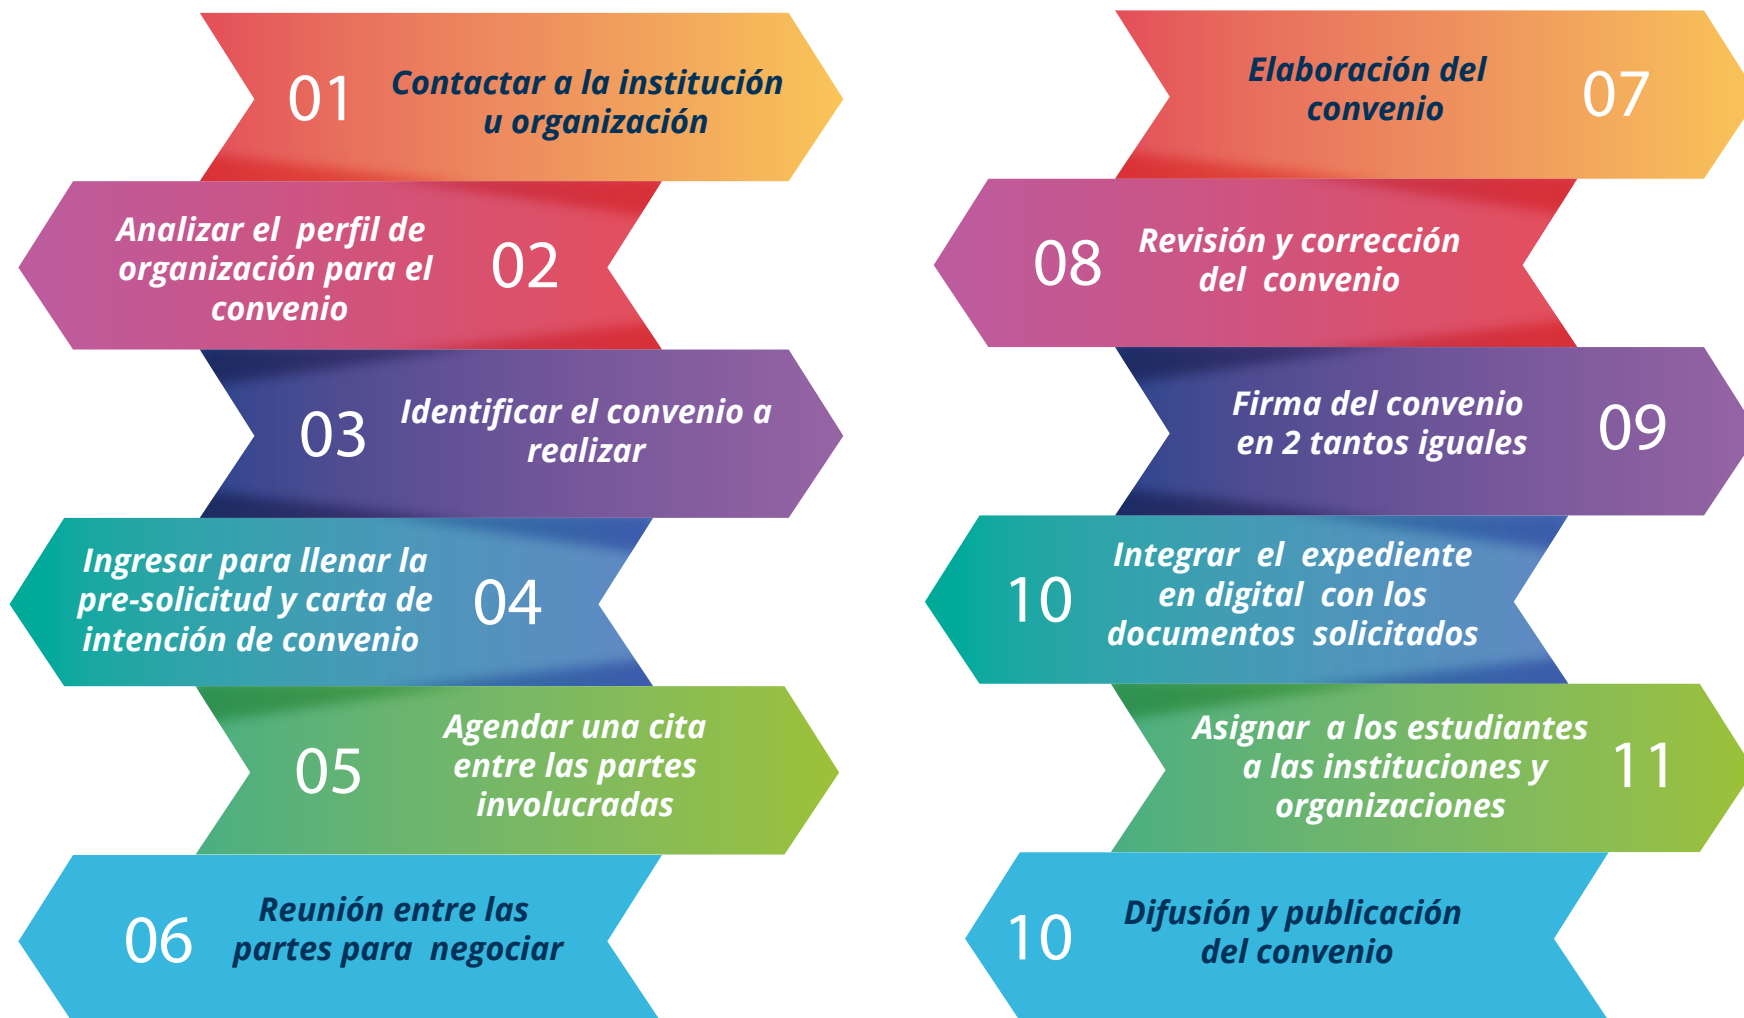 01
Contactar a la institución
u organización
02
Analizar el perfil de
organización para el
convenio
03
Identificar el convenio a
realizar
04
Ingresar para llenar la
pre-solicitud y carta de
intención de convenio
05
Agendar una cita
entre las partes
involucradas
06
Reunión entre las
partes para negociar
07
Elaboración del
convenio
08
Revisión y corrección
del convenio
09
Firma del convenio
en 2 tantos iguales
10
Integrar el expediente
en digital con los
documentos solicitados
11
Asignar a los estudiantes
a las instituciones y
organizaciones
10
Difusión y publicación
del convenio